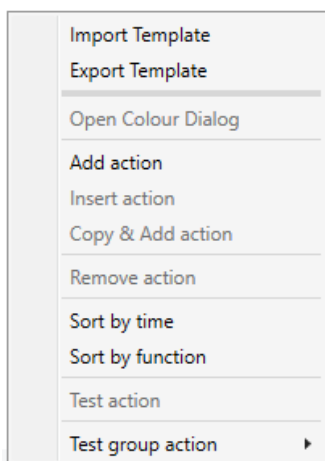 Import Template
Export Template
Open Colour Dialog
Add action
Insert action
Copy & Add action
Remove action
Sort by time
Sort by function
Test action
Test group action